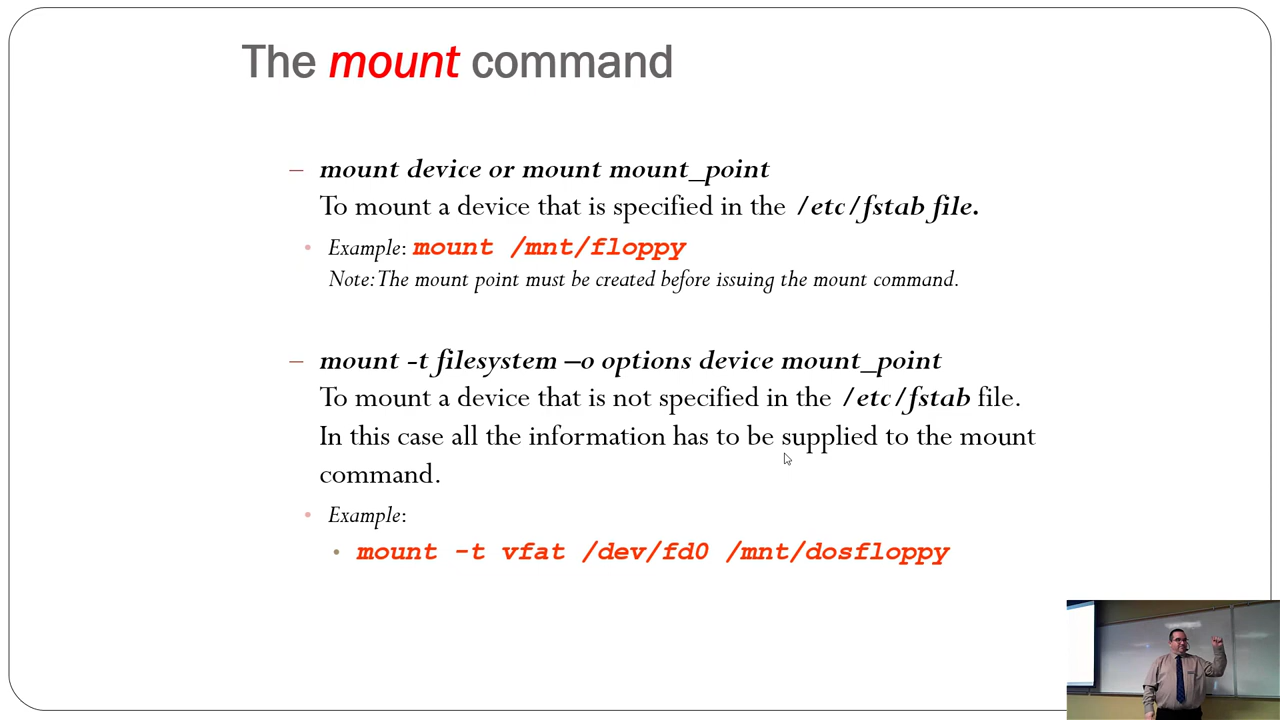 The mount command
– mount device or mount mount_point
To mount a device that is specified in the /etc/fstab file.
• Example: mount /mnt/floppy
Note: The mount point must be created before issuing the mount command.
– mount -t filesystem –o options device mount_point
To mount a device that is not specified in the /etc/fstab file.
In this case all the information has to be supplied to the mount
command.
• Example:
• mount -t vfat /dev/fd0 /mnt/dosfloppy